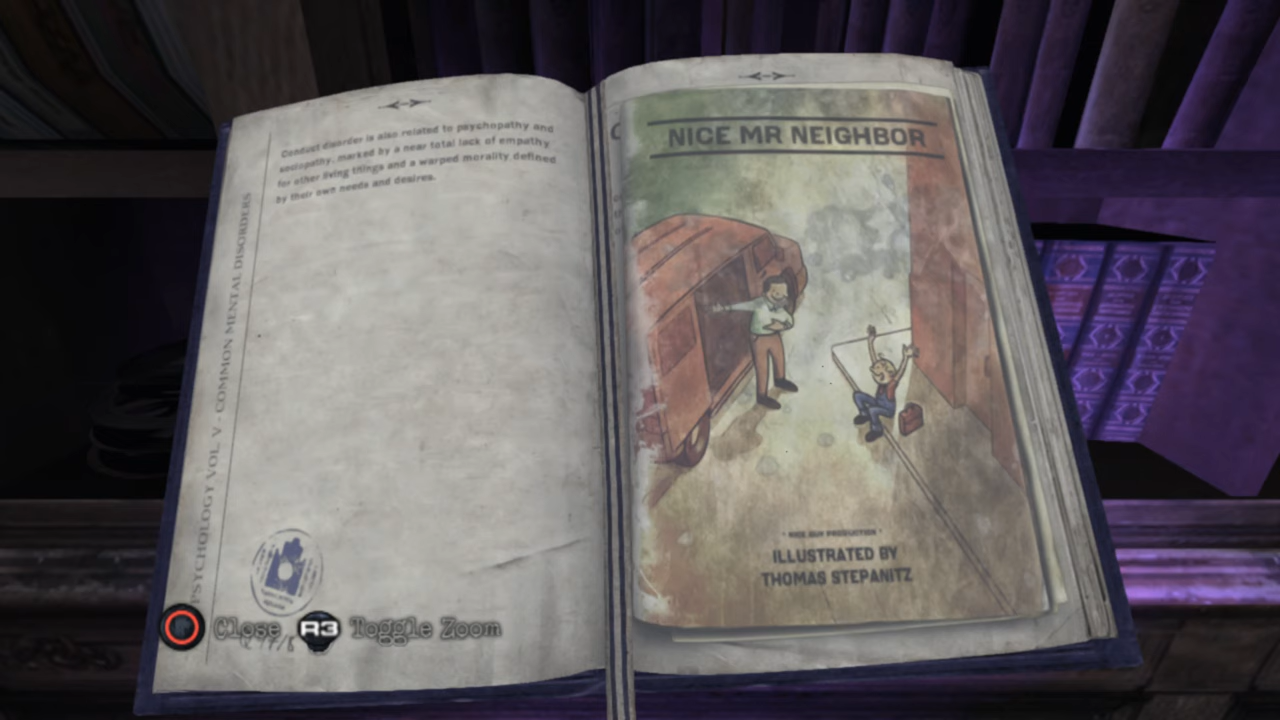 Conduct disorder is also related to psychopathy and
sociopathy, marked by a near total lack of empathy
for other living things and a warped morality defined
by their own needs and desires.
PSYCHOLOGY VOL. V - COMMON MENTAL DISORDERS
NICE MR NEIGHBOR
ILLUSTRATED BY
THOMAS STEPANITZ
Close R3 Toggle Zoom